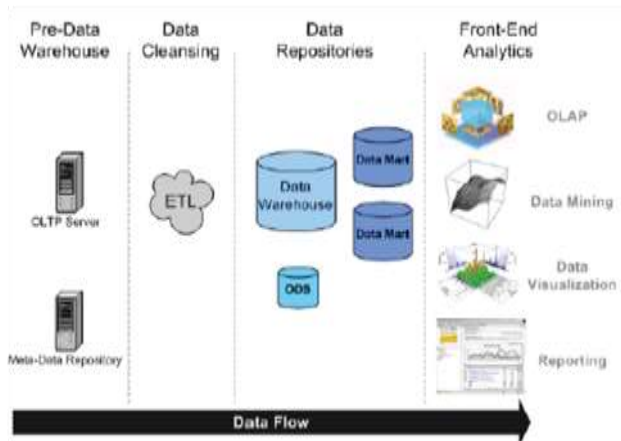 Pre-Data
Warehouse
Data
Cleansing
Data
Repositories
Front-End
Analytics
OLTP Server
Meta-Data Repository
ETL
Data
Warehouse
Data Mart
Data Mart
ODS
OLAP
Data Mining
Data
Visualization
Reporting
Data Flow